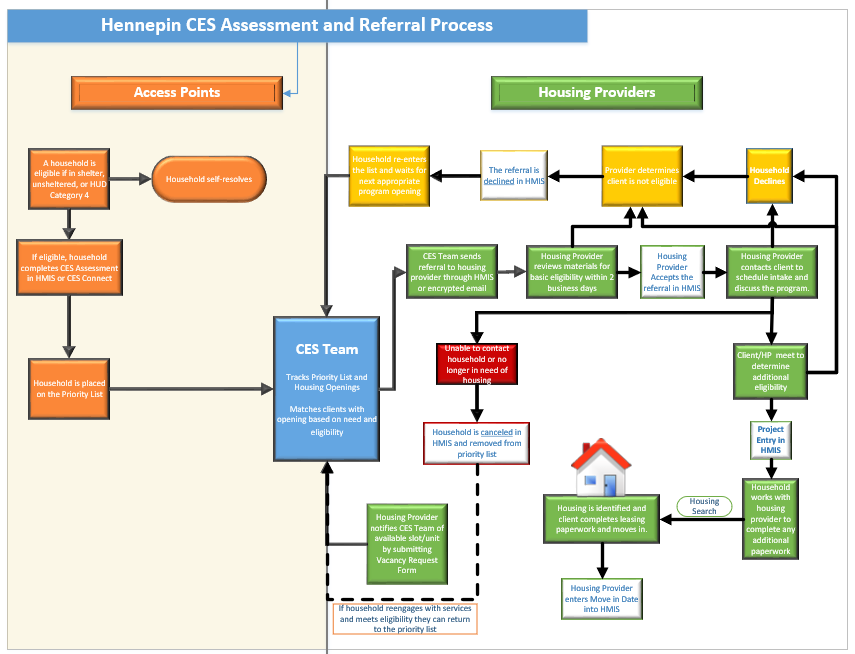 Hennepin CES Assessment and Referral Process
Access Points
Housing Providers
A household is
eligible if in shelter,
unsheltered, or HUD
Category 4
Household self-resolves
If eligible, household
completes CES Assessment
in HMIS or CES Connect
Household is placed
on the Priority List
Household re-enters
the list and waits for
next appropriate
program opening
The referral is
declined in HMIS
Provider determines
client is not eligible
Household
Declines
CES Team sends
referral to housing
provider through HMIS
or encrypted email
Housing Provider
reviews materials for
basic eligibility within 2
business days
Housing
Provider
Accepts the
referral in HMIS
Housing Provider
contacts client to
schedule intake and
discuss the program.
CES Team
Tracks Priority List and
Housing Openings
Matches clients with
opening based on need and
eligibility
Unable to contact
household or no
longer in need of
housing
Client/HP meet to
determine
additional
eligibility
Household is canceled in
HMIS and removed from
priority list
Project
Entry in
HMIS
Household
works with
housing
provider to
complete any
additional
paperwork
Housing
Search
Housing is identified and
client completes leasing
paperwork and moves in.
Housing Provider
notifies CES Team of
available slot/unit
by submitting
Vacancy Request
Form
Housing Provider
enters Move in Date
into HMIS
If household reengages with services
and meets eligibility they can return
to the priority list